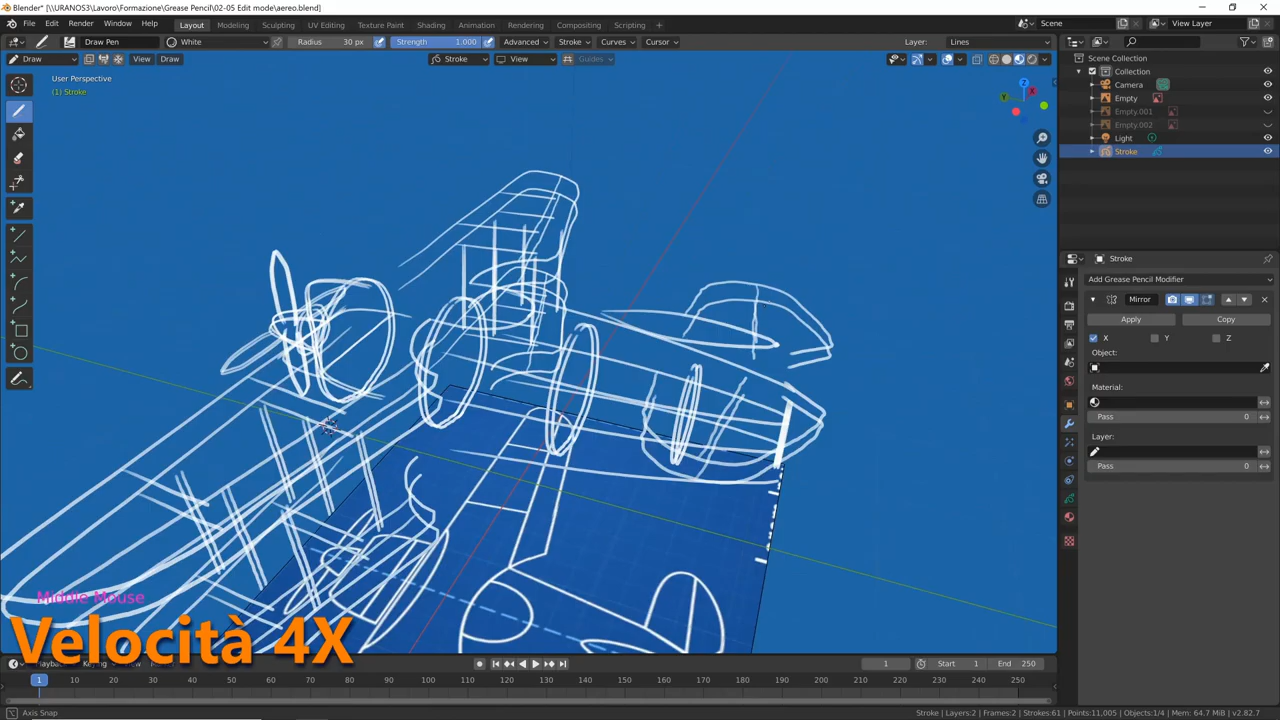 Blender* [\\URANOS3\Lavoro\Formazione\Grease Pencil\02-05 Edit mode\aereo.blend]
File Edit Render Window Help Layout Modeling Sculpting UV Editing Texture Paint Shading Animation Rendering Compositing Scripting Scene View Layer
Draw Pen White Radius 30 px Strength 1.000 Advanced Stroke Curves Cursor Layer: Lines
Draw View Draw Stroke View Guides
User Perspective
(1) Stroke
Scene Collection
Collection
Camera
Empty
Empty.001
Empty.002
Light
Stroke
Stroke
Add Grease Pencil Modifier
Mirror
Apply Copy
X Y Z
Object:
Material:
Pass 0
Layer:
Pass 0
Middle Mouse
Velocità 4X
Playback Keying View 1 Start 1 End 250
1 10 20 30 40 50 60 70 80 90 100 110 120 130 140 150 160 170 180 190 200 210 220 230 240 250
Axis Snap Stroke | Layers:2 | Frames:2 | Strokes:61 | Points:11,005 | Objects:1/4 | Mem: 64.7 MiB | v2.82.7